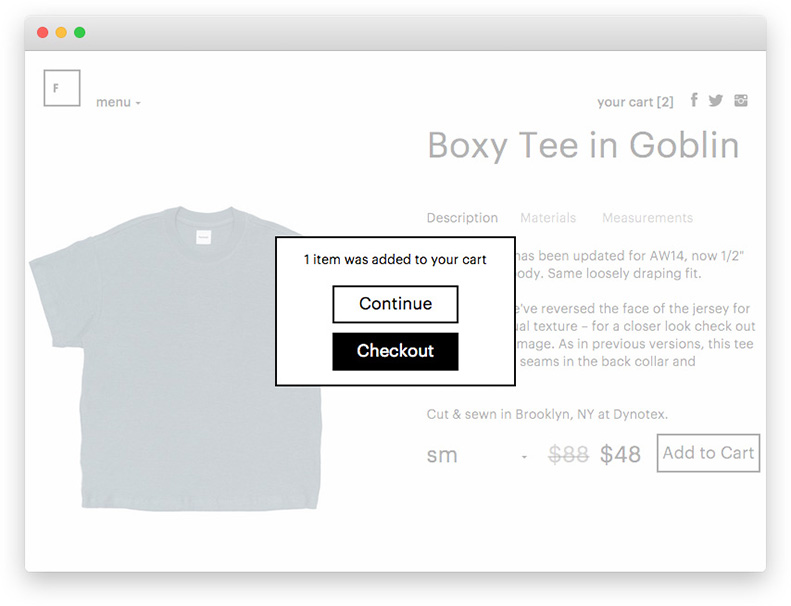 F
menu
your cart [2]
Boxy Tee in Goblin
Description Materials Measurements
has been updated for AW14, now 1/2"
ody. Same loosely draping fit.
1 item was added to your cart
Continue
Checkout
e've reversed the face of the jersey for
ual texture – for a closer look check out
mage. As in previous versions, this tee
seams in the back collar and
Cut & sewn in Brooklyn, NY at Dynotex.
sm $88 $48 Add to Cart